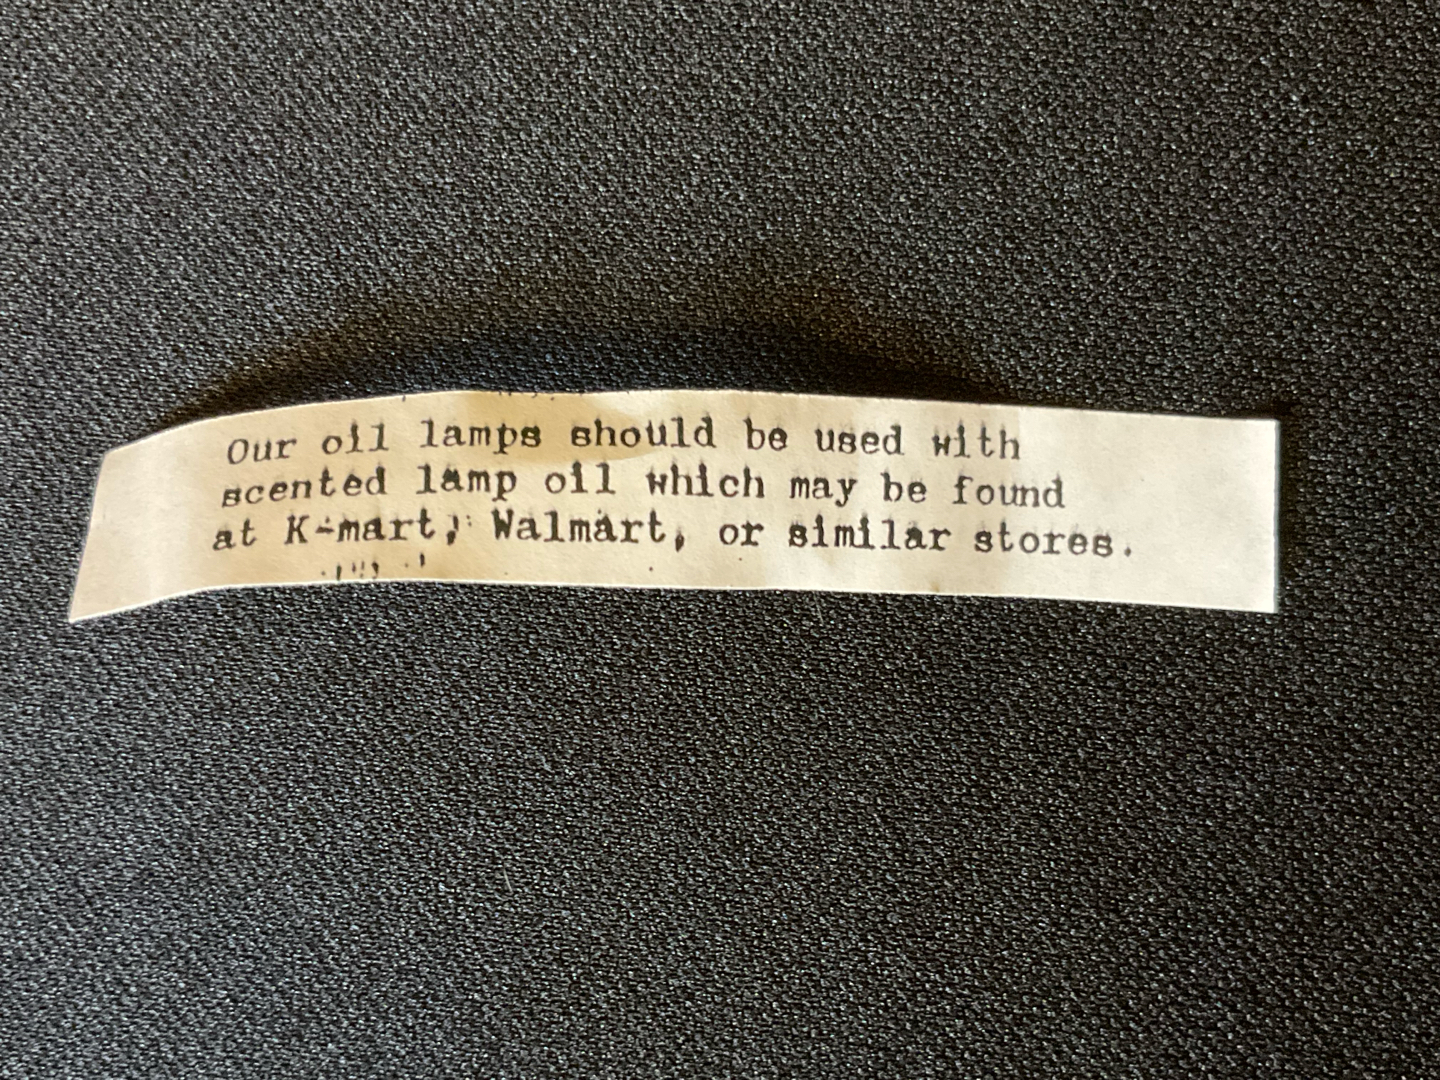 Our oil lamps should be used with
scented lamp oil which may be found
at K-mart, Walmart, or similar stores.